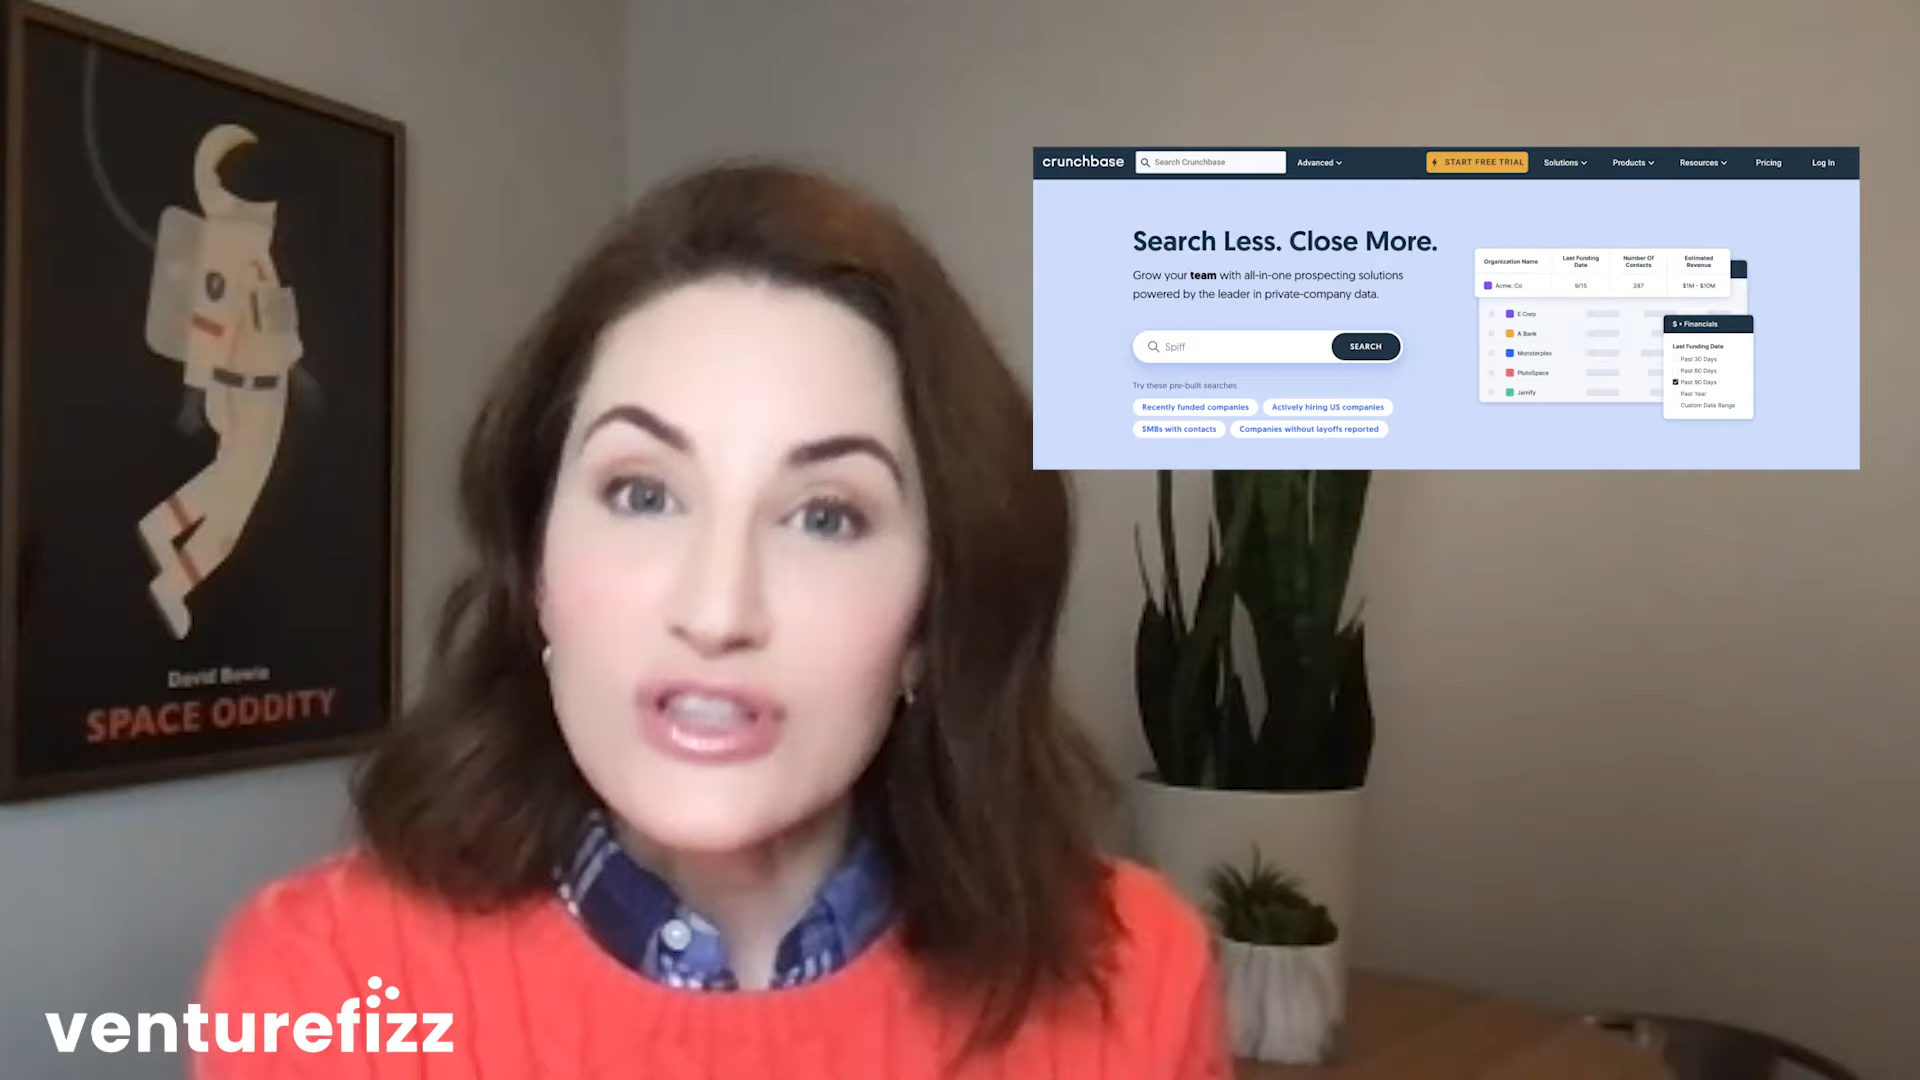 David Bowie
SPACE ODDITY
venturefizz
crunchbase
Search Crunchbase
Advanced
START FREE TRIAL
Solutions
Products
Resources
Pricing
Log In
Search Less. Close More.
Grow your team with all-in-one prospecting solutions
powered by the leader in private-company data.
Spiff
SEARCH
Try these pre-built searches
Recently funded companies
Actively hiring US companies
SMBs with contacts
Companies without layoffs reported
Organization Name
Last Funding
Date
Number Of
Contacts
Estimated
Revenue
Acme, Co
9/15
287
$1M - $10M
E Corp
A Bank
Monsterplex
PlutoSpace
Jamify
$ • Financials
Last Funding Date
Past 30 Days
Past 60 Days
Past 90 Days
Past Year
Custom Date Range